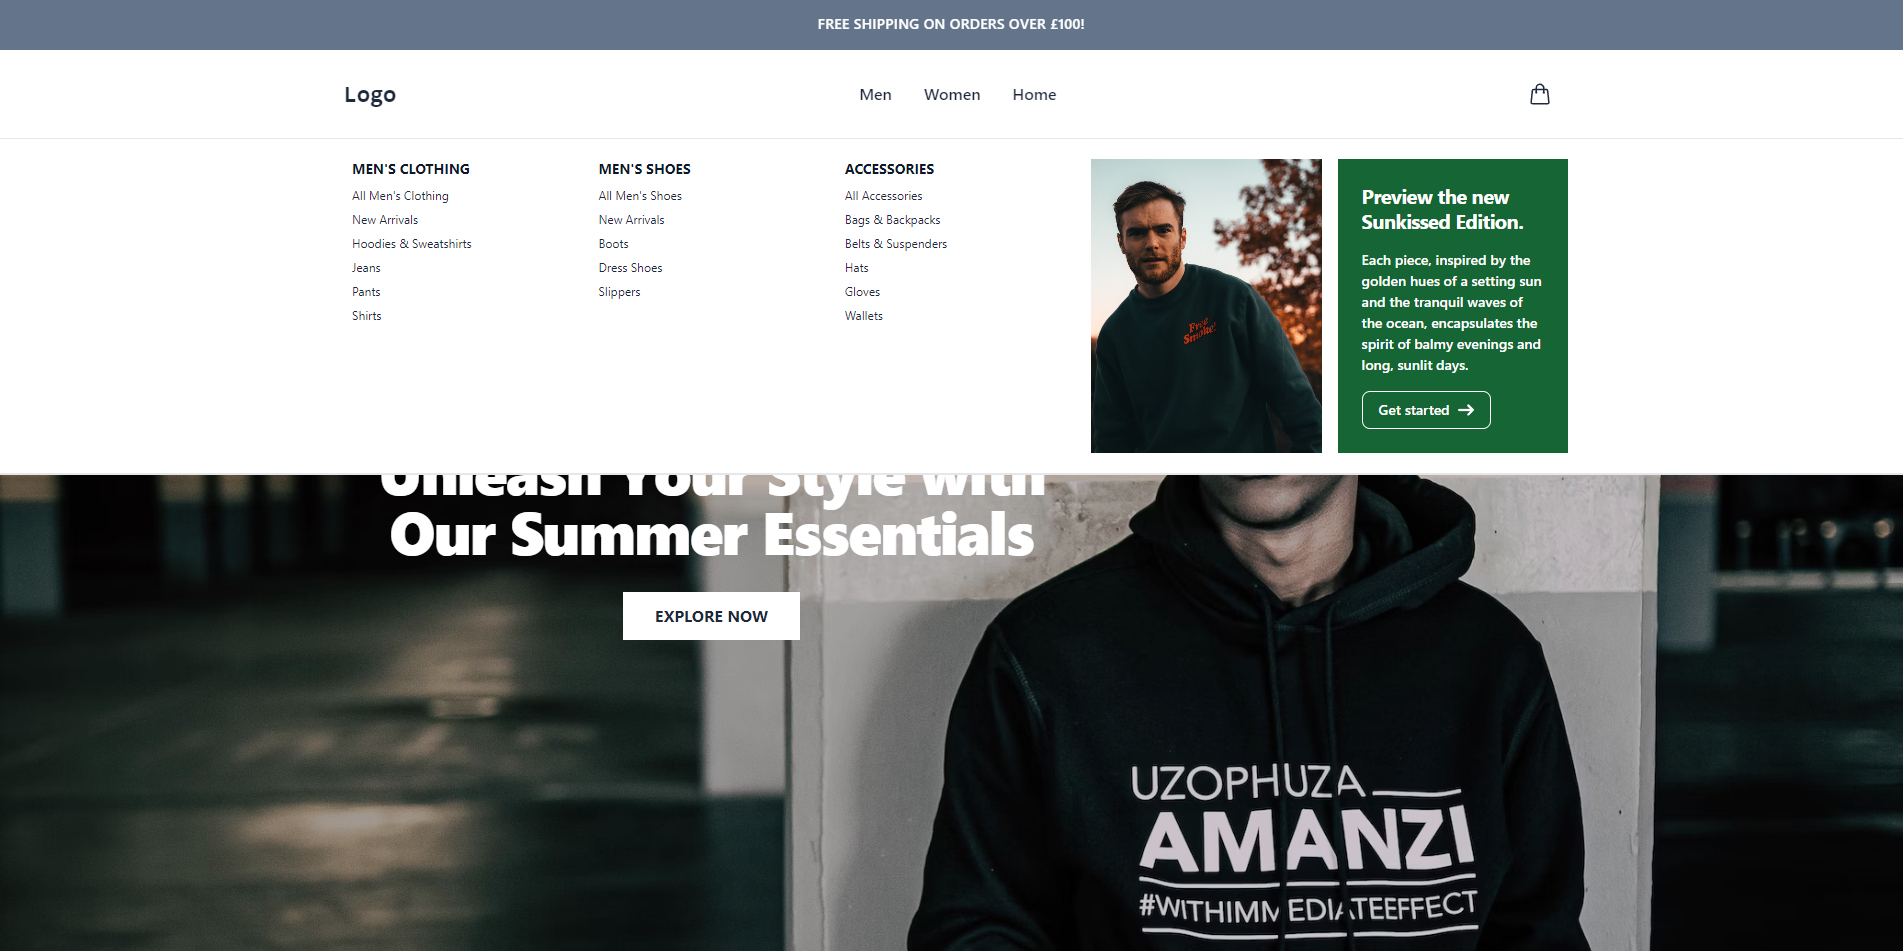 FREE SHIPPING ON ORDERS OVER £100!
Logo
Men
Women
Home
MEN'S CLOTHING
All Men's Clothing
New Arrivals
Hoodies & Sweatshirts
Jeans
Pants
Shirts
MEN'S SHOES
All Men's Shoes
New Arrivals
Boots
Dress Shoes
Slippers
ACCESSORIES
All Accessories
Bags & Backpacks
Belts & Suspenders
Hats
Gloves
Wallets
Free
Smoke!
Preview the new
Sunkissed Edition.
Each piece, inspired by the
golden hues of a setting sun
and the tranquil waves of
the ocean, encapsulates the
spirit of balmy evenings and
long, sunlit days.
Get started
Unleash Your Style with
Our Summer Essentials
EXPLORE NOW
UZOPHUZA
AMANZI
#WITHIMMEDIATEEFFECT